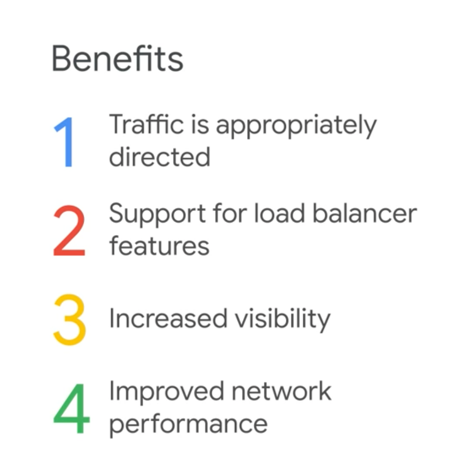 Benefits
1 Traffic is appropriately
directed
2 Support for load balancer
features
3 Increased visibility
4 Improved network
performance